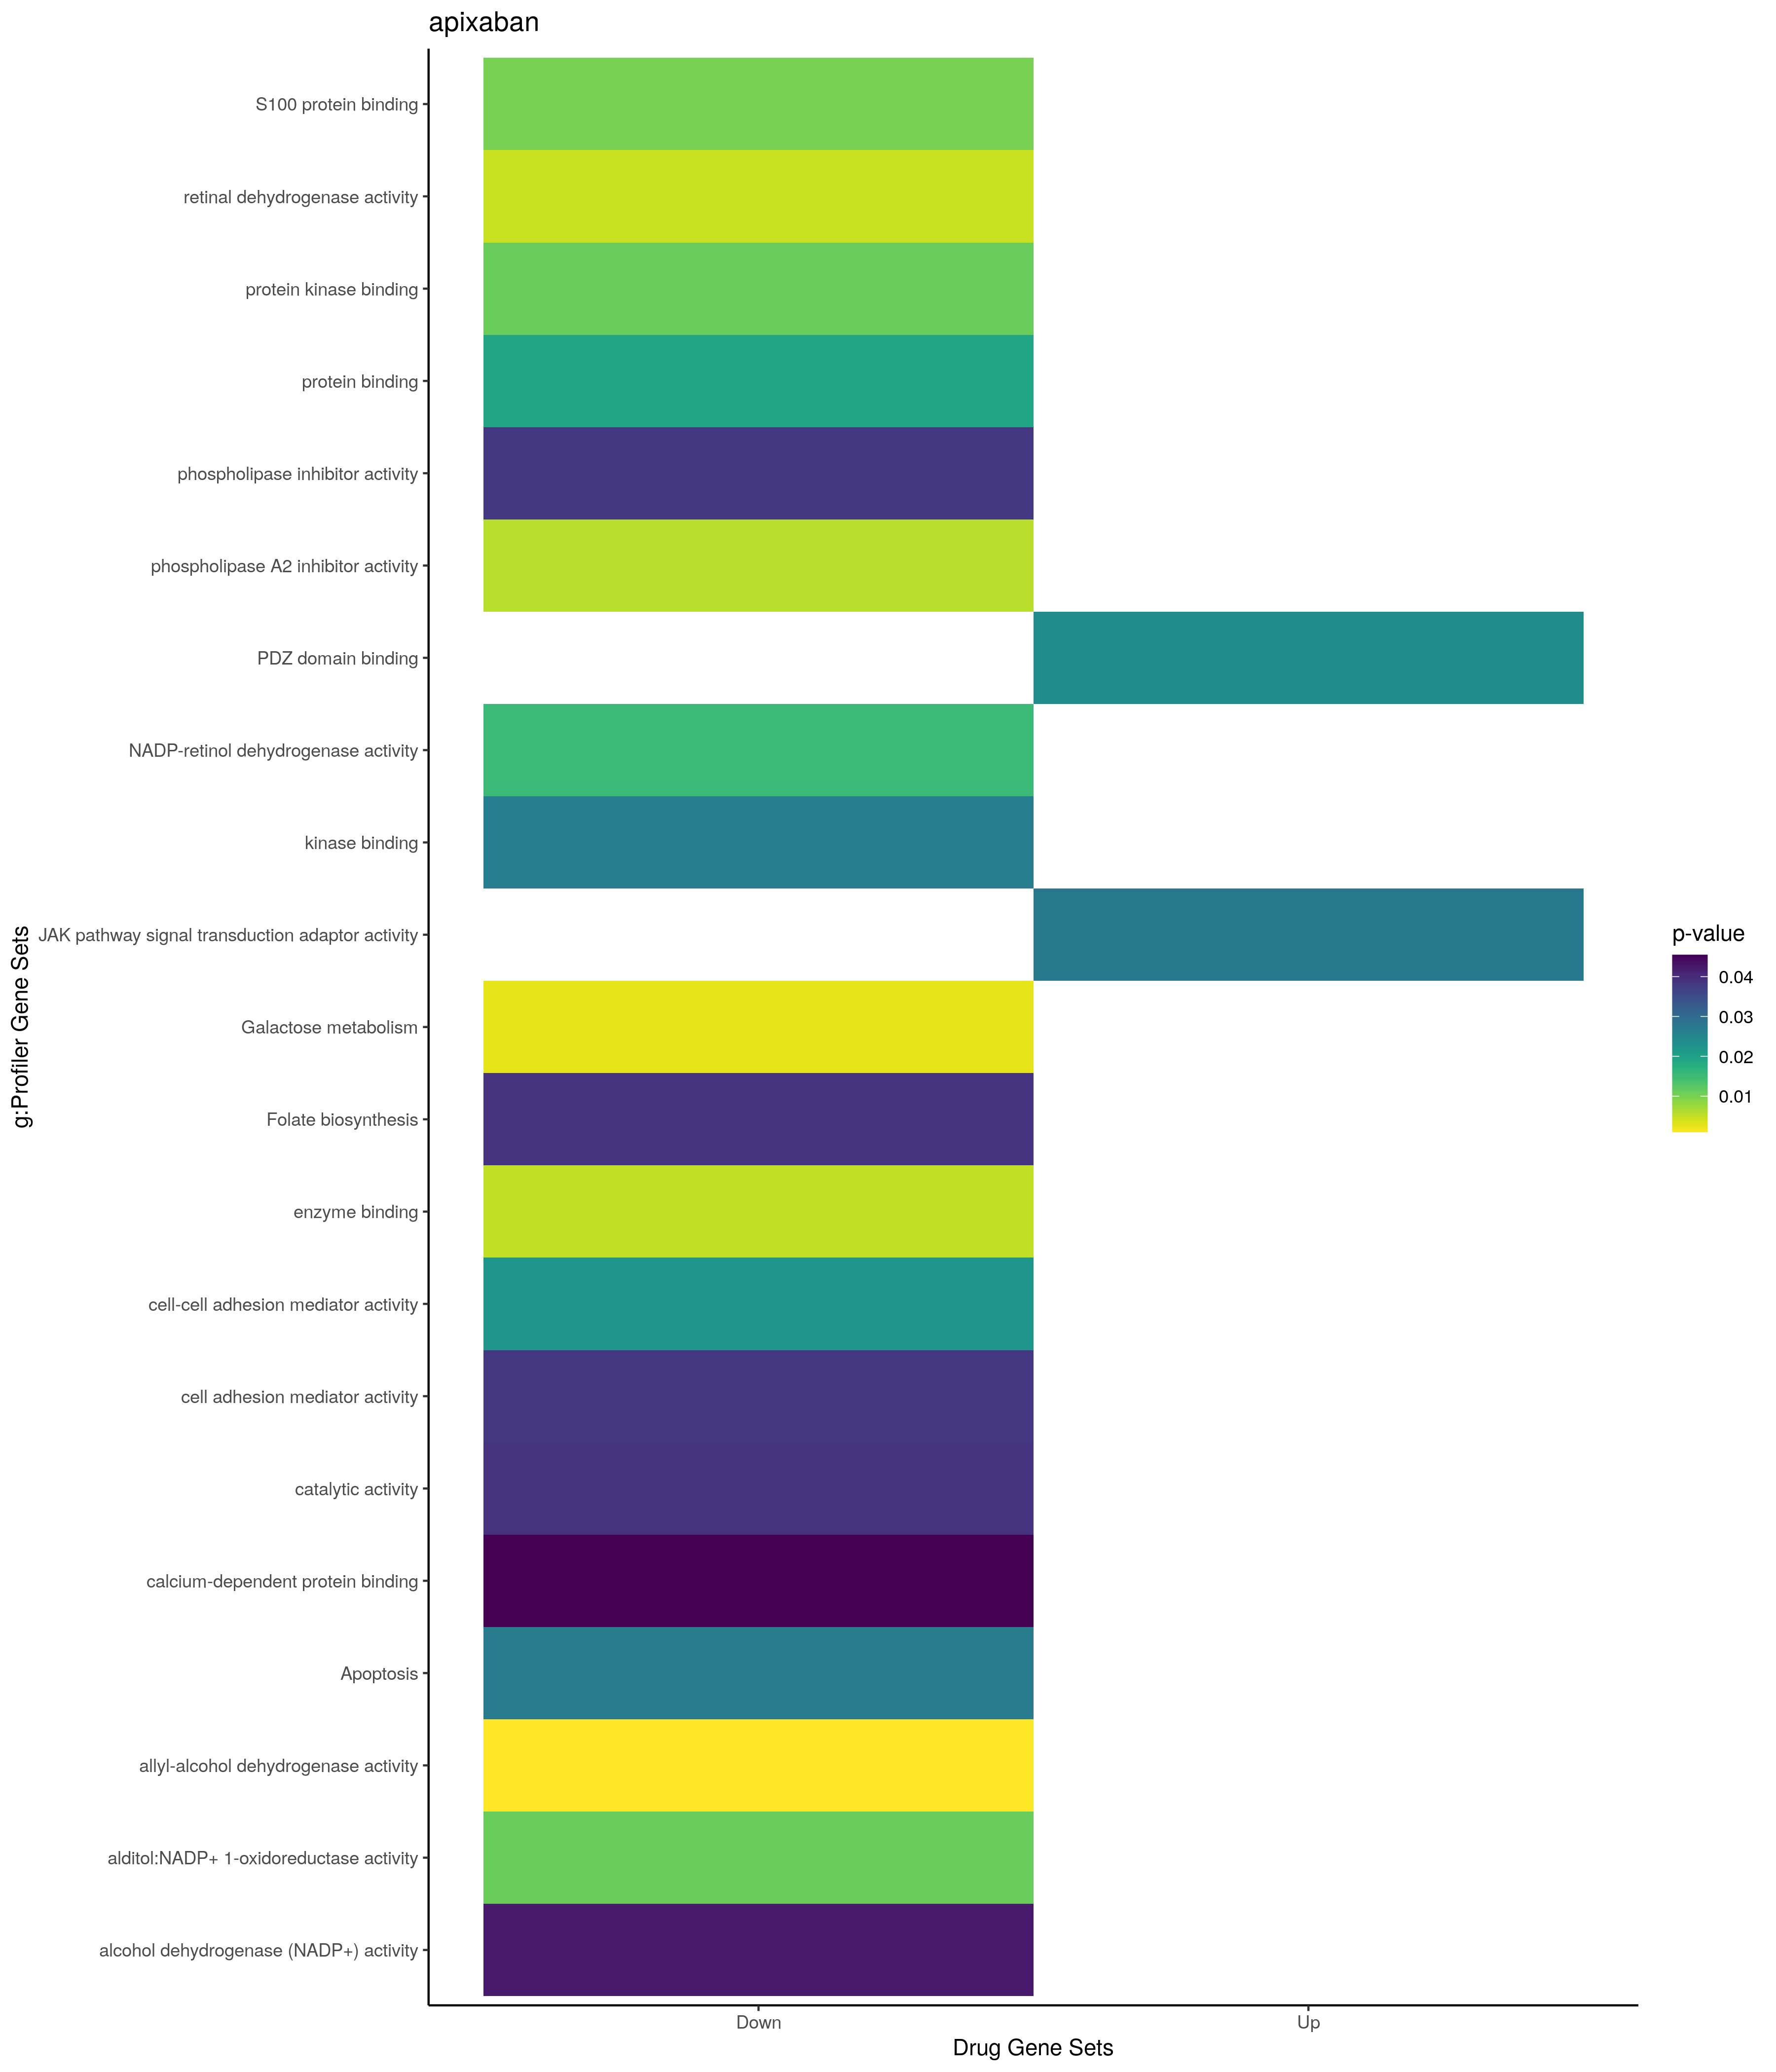 apixaban
S100 protein binding
retinal dehydrogenase activity
protein kinase binding
protein binding
phospholipase inhibitor activity
phospholipase A2 inhibitor activity
PDZ domain binding
NADP-retinol dehydrogenase activity
kinase binding
JAK pathway signal transduction adaptor activity
Galactose metabolism
Folate biosynthesis
enzyme binding
cell-cell adhesion mediator activity
cell adhesion mediator activity
catalytic activity
calcium-dependent protein binding
Apoptosis
allyl-alcohol dehydrogenase activity
alditol:NADP+ 1-oxidoreductase activity
alcohol dehydrogenase (NADP+) activity
g:Profiler Gene Sets
Down
Up
Drug Gene Sets
p-value
0.04
0.03
0.02
0.01